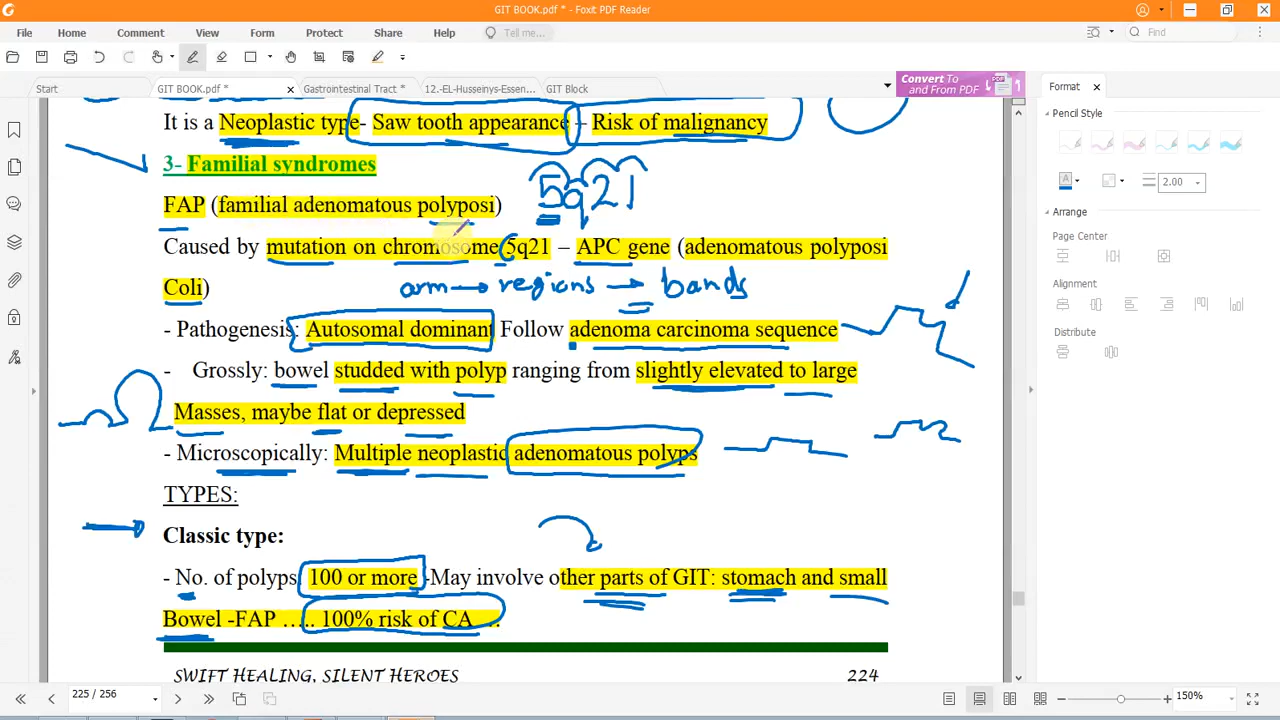 GIT BOOK.pdf * - Foxit PDF Reader
File Home Comment View Form Protect Share Help Tell me... Find
Start GIT BOOK.pdf * Gastrointestinal Tract * 12.-EL-Husseinys-Essen... GIT Block
Convert To and From PDF
Format
Pencil Style
2.00
Arrange
Page Center
Alignment
Distribute
It is a Neoplastic type- Saw tooth appearance – Risk of malignancy
3- Familial syndromes
5q21
FAP (familial adenomatous polyposi)
Caused by mutation on chromosome 5q21 – APC gene (adenomatous polyposi
Coli)
arm → regions → bands
- Pathogenesis: Autosomal dominant Follow adenoma carcinoma sequence
- Grossly: bowel studded with polyp ranging from slightly elevated to large
Masses, maybe flat or depressed
- Microscopically: Multiple neoplastic adenomatous polyps
TYPES:
Classic type:
- No. of polyps, 100 or more -May involve other parts of GIT: stomach and small
Bowel -FAP ….. 100% risk of CA ….
SWIFT HEALING, SILENT HEROES 224
225 / 256
150%